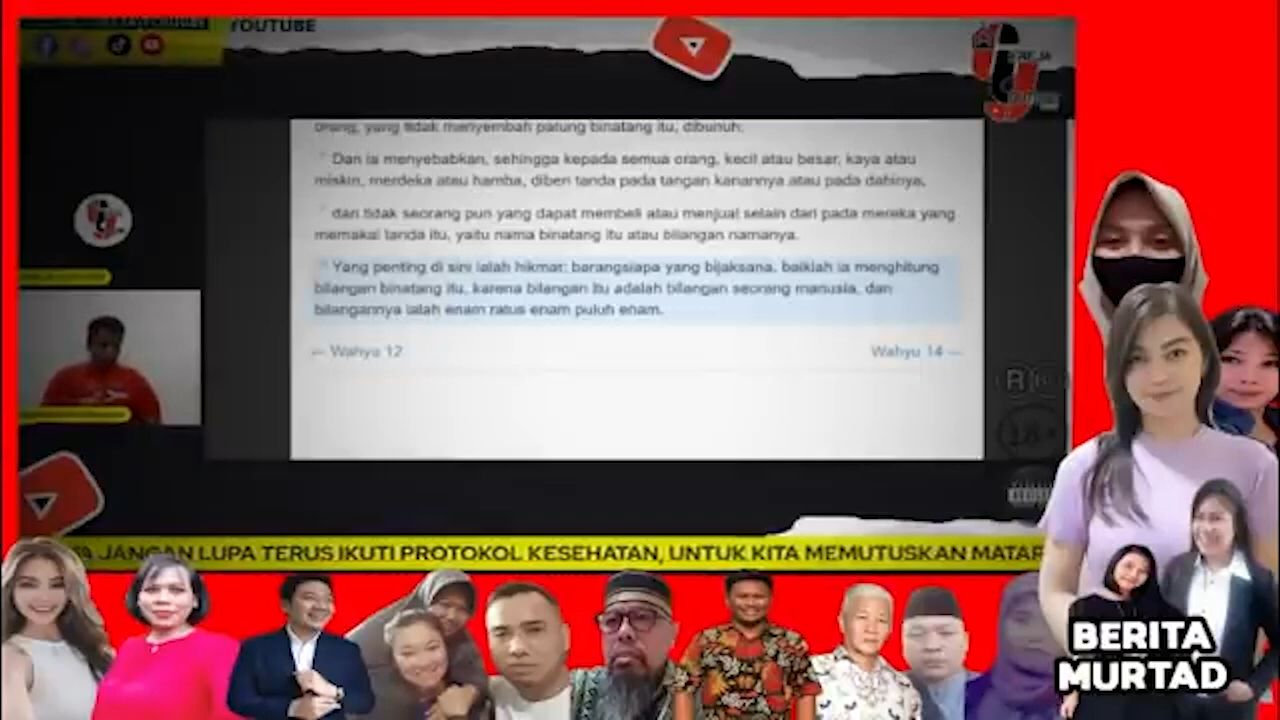 YOUTUBE
orang, yang tidak menyembah patung binatang itu, dibunuh.
Dan ia menyebabkan, sehingga kepada semua orang, kecil atau besar, kaya atau
miskin, merdeka atau hamba, diberi tanda pada tangan kanannya atau pada dahinya,
dan tidak seorang pun yang dapat membeli atau menjual selain dari pada mereka yang
memakai tanda itu, yaitu nama binatang itu atau bilangan namanya.
Yang penting di sini ialah hikmat: barangsiapa yang bijaksana, baiklah ia menghitung
bilangan binatang itu, karena bilangan itu adalah bilangan seorang manusia, dan
bilangannya ialah enam ratus enam puluh enam.
← Wahyu 12
Wahyu 14 →
R
18+
JANGAN LUPA TERUS IKUTI PROTOKOL KESEHATAN, UNTUK KITA MEMUTUSKAN MATAR
BERITA
MURTAD